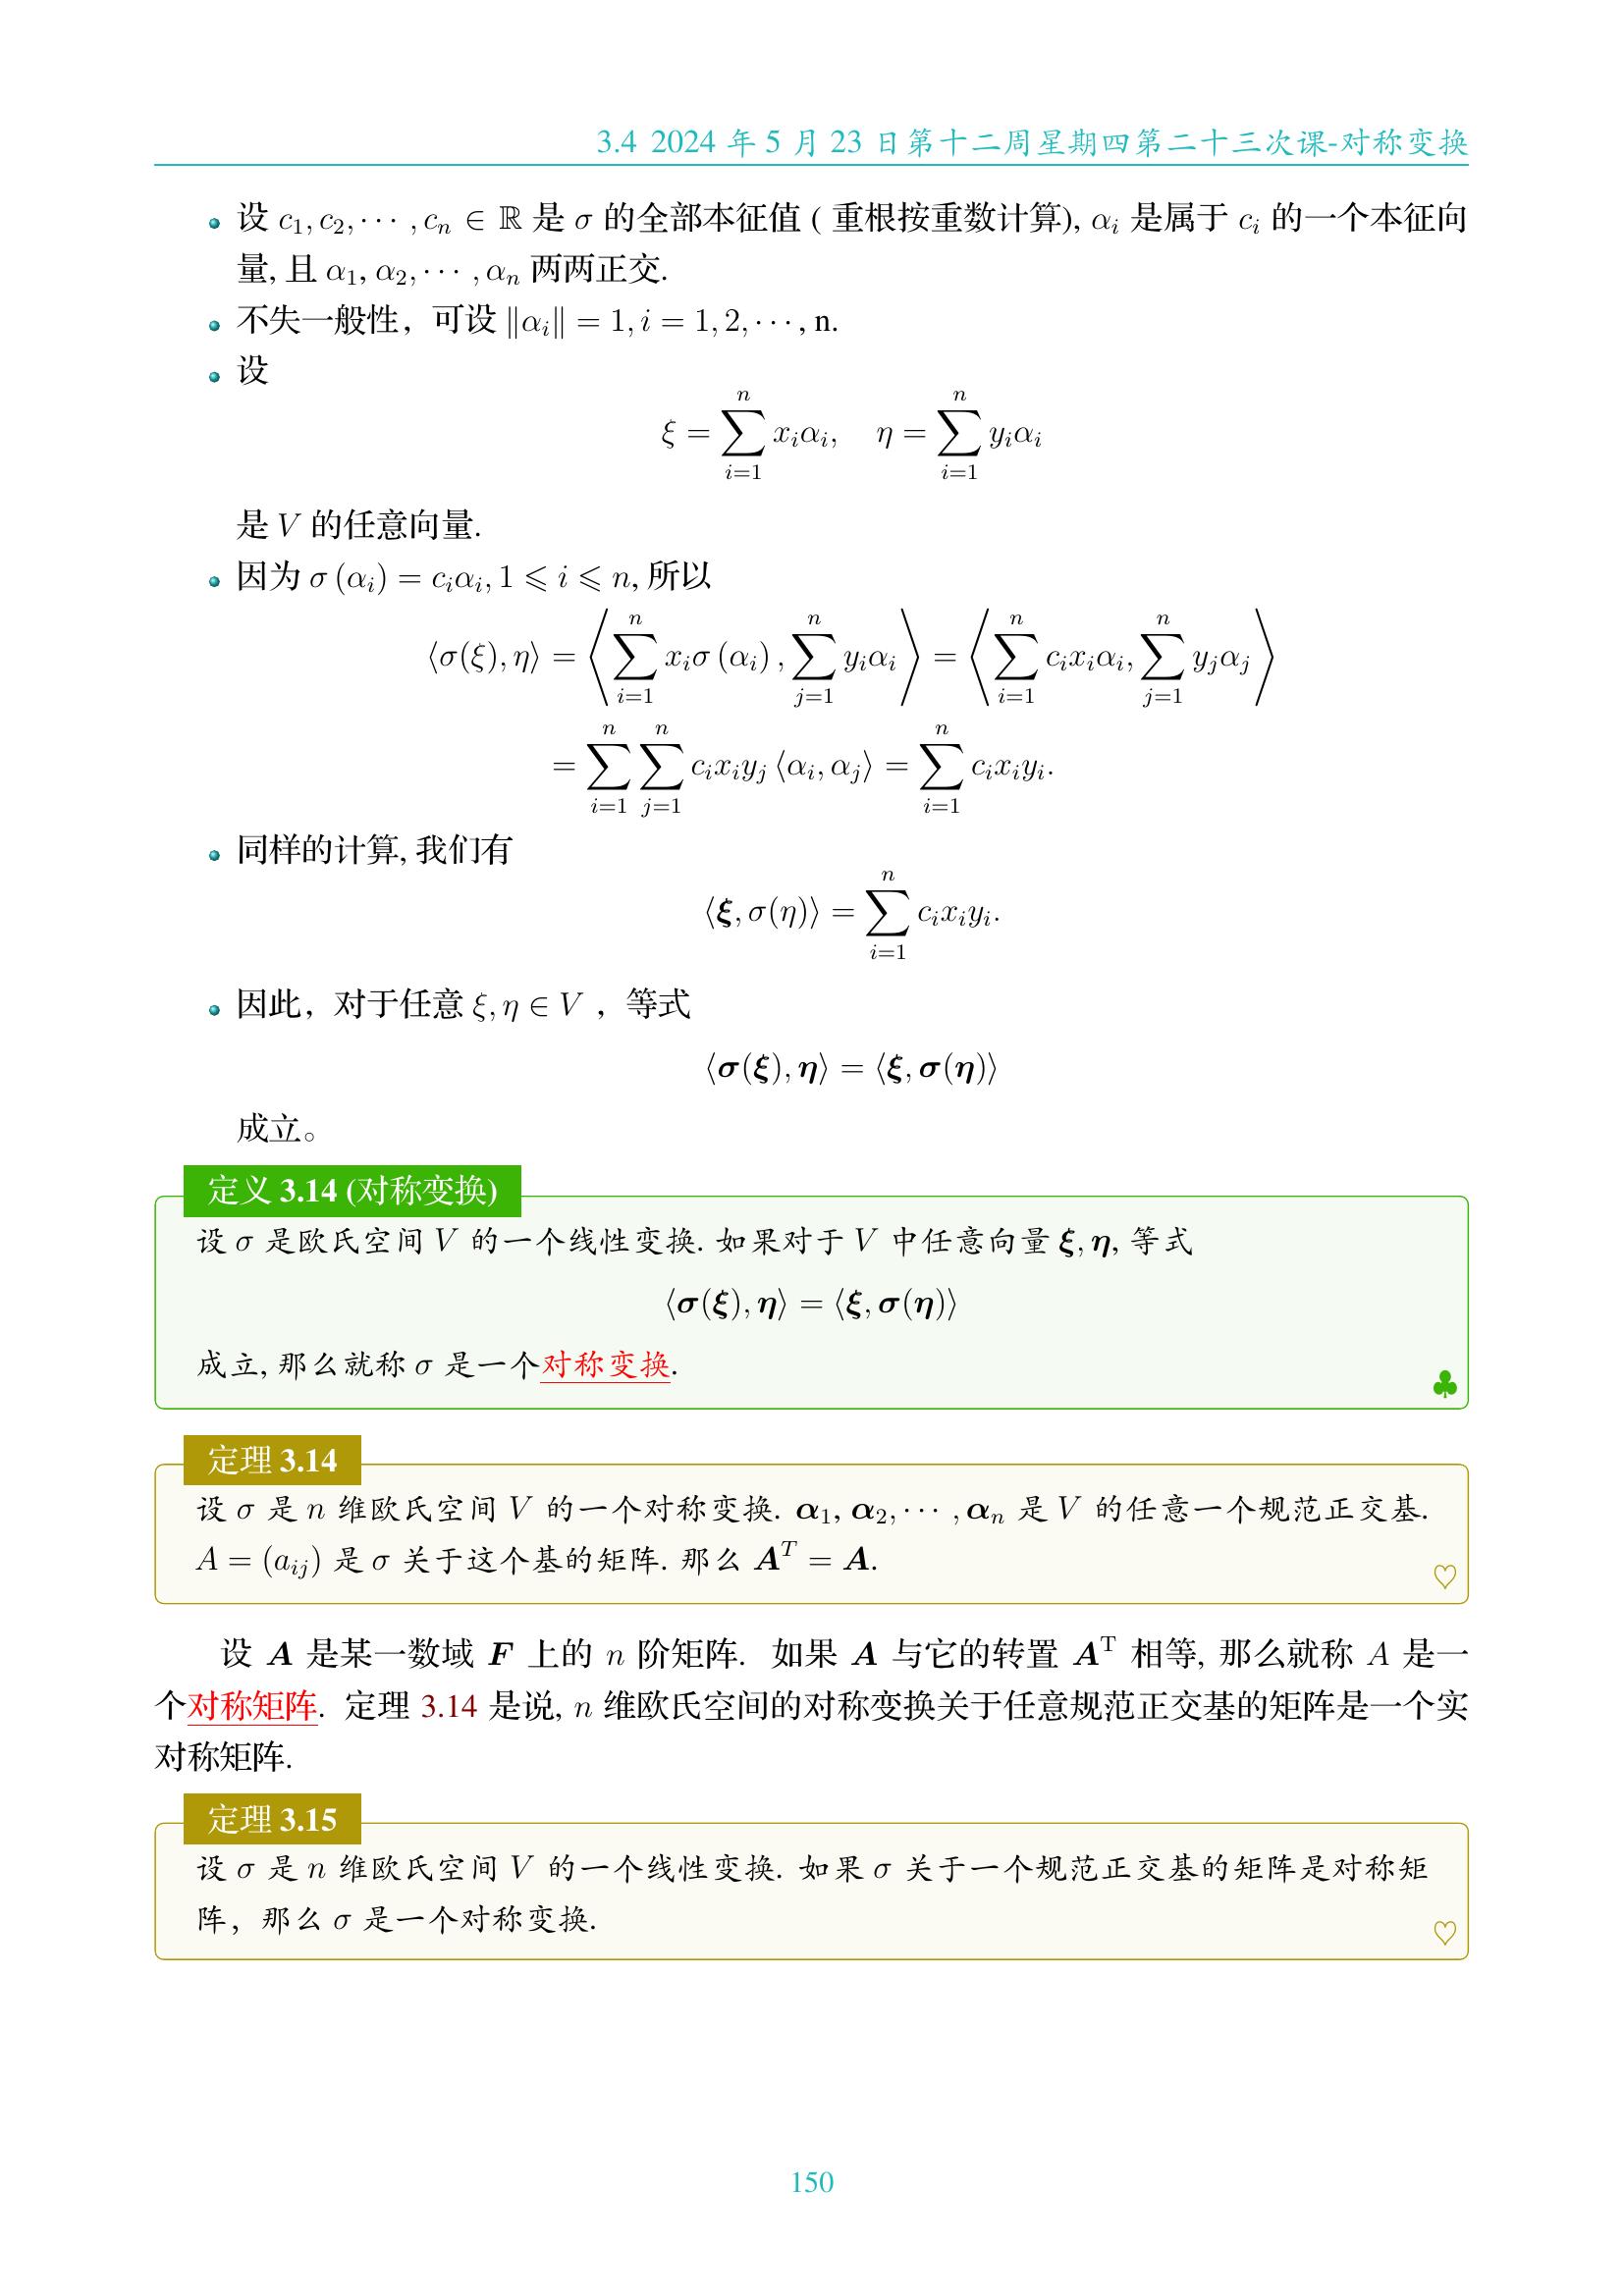 3.4 2024 年 5 月 23 日第十二周星期四第二十三次课-对称变换
设 $c_1, c_2, \cdots, c_n \in \mathbb{R}$ 是 $\sigma$ 的全部本征值 ( 重根按重数计算), $\alpha_i$ 是属于 $c_i$ 的一个本征向
量, 且 $\alpha_1, \alpha_2, \cdots, \alpha_n$ 两两正交.
不失一般性，可设 $\|\alpha_i\| = 1, i = 1, 2, \cdots$, n.
设
$\xi = \sum_{i=1}^{n} x_i\alpha_i, \quad \eta = \sum_{i=1}^{n} y_i\alpha_i$
是 $V$ 的任意向量.
因为 $\sigma(\alpha_i) = c_i\alpha_i, 1 \leqslant i \leqslant n$, 所以
$\langle\sigma(\xi), \eta\rangle = \left\langle \sum_{i=1}^{n} x_i\sigma(\alpha_i), \sum_{j=1}^{n} y_i\alpha_i \right\rangle = \left\langle \sum_{i=1}^{n} c_ix_i\alpha_i, \sum_{j=1}^{n} y_j\alpha_j \right\rangle$
$= \sum_{i=1}^{n}\sum_{j=1}^{n} c_ix_iy_j \langle\alpha_i, \alpha_j\rangle = \sum_{i=1}^{n} c_ix_iy_i.$
同样的计算, 我们有
$\langle\boldsymbol{\xi}, \sigma(\eta)\rangle = \sum_{i=1}^{n} c_ix_iy_i.$
因此，对于任意 $\xi, \eta \in V$ ，等式
$\langle\boldsymbol{\sigma}(\boldsymbol{\xi}), \boldsymbol{\eta}\rangle = \langle\boldsymbol{\xi}, \boldsymbol{\sigma}(\boldsymbol{\eta})\rangle$
成立。
定义 3.14 (对称变换)
设 $\sigma$ 是欧氏空间 $V$ 的一个线性变换. 如果对于 $V$ 中任意向量 $\boldsymbol{\xi}, \boldsymbol{\eta}$, 等式
$\langle\boldsymbol{\sigma}(\boldsymbol{\xi}), \boldsymbol{\eta}\rangle = \langle\boldsymbol{\xi}, \boldsymbol{\sigma}(\boldsymbol{\eta})\rangle$
成立, 那么就称 $\sigma$ 是一个对称变换.
♣
定理 3.14
设 $\sigma$ 是 $n$ 维欧氏空间 $V$ 的一个对称变换. $\boldsymbol{\alpha}_1, \boldsymbol{\alpha}_2, \cdots, \boldsymbol{\alpha}_n$ 是 $V$ 的任意一个规范正交基.
$A = (a_{ij})$ 是 $\sigma$ 关于这个基的矩阵. 那么 $\boldsymbol{A}^T = \boldsymbol{A}$.
♡
设 $\boldsymbol{A}$ 是某一数域 $\boldsymbol{F}$ 上的 $n$ 阶矩阵. 如果 $\boldsymbol{A}$ 与它的转置 $\boldsymbol{A}^{\mathrm{T}}$ 相等, 那么就称 $A$ 是一
个对称矩阵. 定理 3.14 是说, $n$ 维欧氏空间的对称变换关于任意规范正交基的矩阵是一个实
对称矩阵.
定理 3.15
设 $\sigma$ 是 $n$ 维欧氏空间 $V$ 的一个线性变换. 如果 $\sigma$ 关于一个规范正交基的矩阵是对称矩
阵，那么 $\sigma$ 是一个对称变换.
♡
150